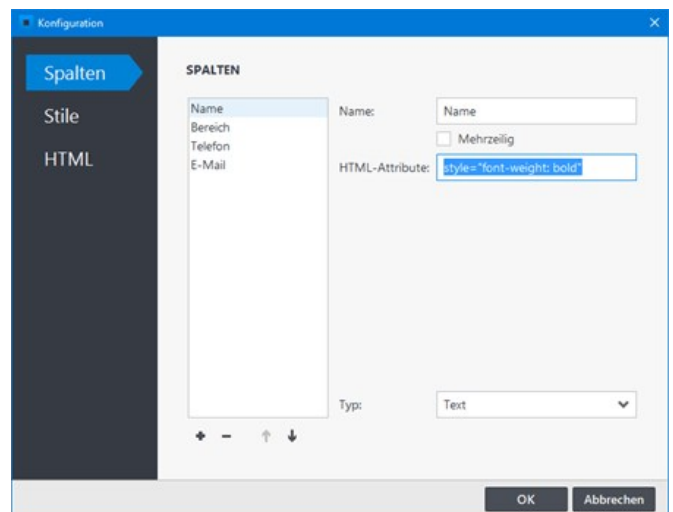 Konfiguration
Spalten
Stile
HTML
SPALTEN
Name
Bereich
Telefon
E-Mail
Name:
Name
Mehrzeilig
HTML-Attribute:
style="font-weight: bold"
Typ:
Text
OK
Abbrechen